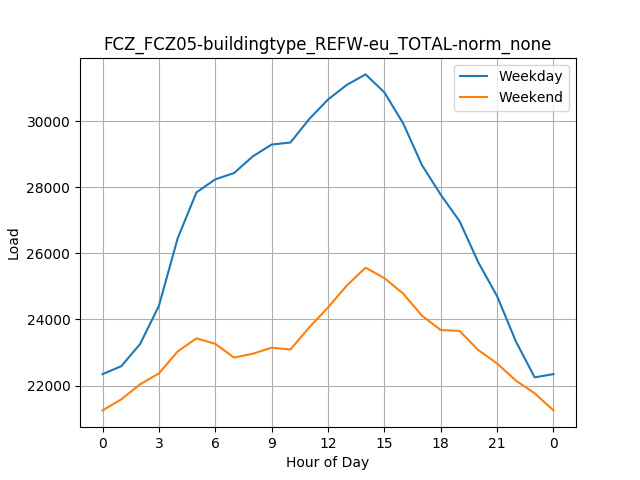 FCZ_FCZ05-buildingtype_REFW-eu_TOTAL-norm_none
Weekday
Weekend
30000
28000
26000
24000
22000
Load
0 3 6 9 12 15 18 21 0
Hour of Day